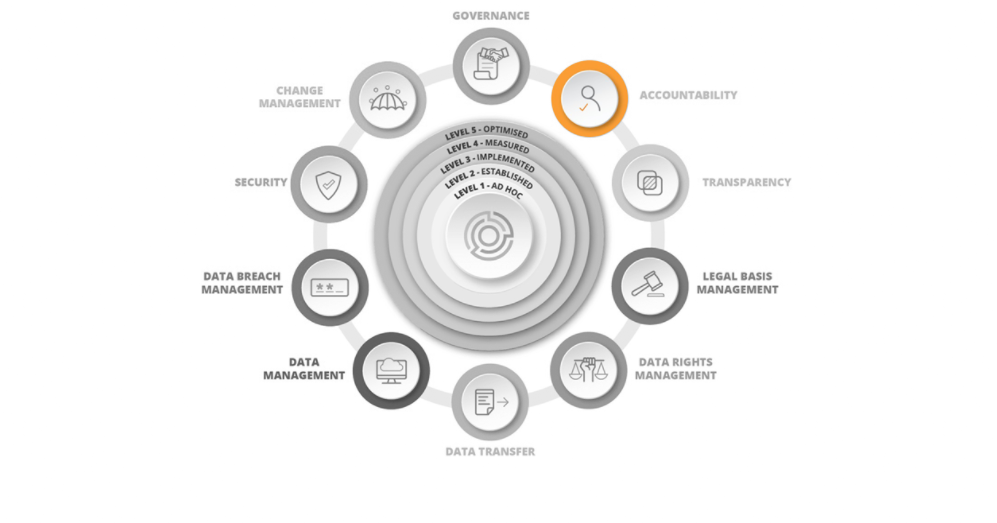 GOVERNANCE
CHANGE
MANAGEMENT
ACCOUNTABILITY
LEVEL 5 - OPTIMISED
LEVEL 4 - MEASURED
LEVEL 3 - IMPLEMENTED
LEVEL 2 - ESTABLISHED
LEVEL 1 - AD HOC
SECURITY
TRANSPARENCY
DATA BREACH
MANAGEMENT
LEGAL BASIS
MANAGEMENT
DATA
MANAGEMENT
DATA RIGHTS
MANAGEMENT
DATA TRANSFER